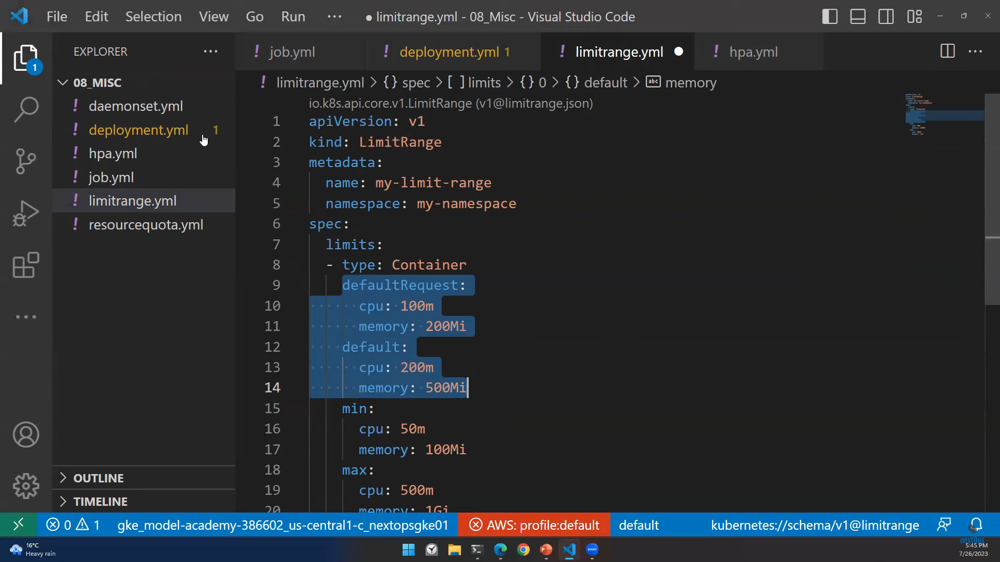 File Edit Selection View Go Run ··· ● limitrange.yml - 08_Misc - Visual Studio Code
EXPLORER ···
! job.yml ! deployment.yml 1 ! limitrange.yml ● ! hpa.yml
1
08_MISC
! daemonset.yml
! deployment.yml 1
! hpa.yml
! job.yml
! limitrange.yml
! resourcequota.yml
OUTLINE
TIMELINE
! limitrange.yml > {} spec > [ ] limits > {} 0 > {} default > abc memory
io.k8s.api.core.v1.LimitRange (v1@limitrange.json)
1 apiVersion: v1
2 kind: LimitRange
3 metadata:
4 name: my-limit-range
5 namespace: my-namespace
6 spec:
7 limits:
8 - type: Container
9 defaultRequest:
10 cpu: 100m
11 memory: 200Mi
12 default:
13 cpu: 200m
14 memory: 500Mi
15 min:
16 cpu: 50m
17 memory: 100Mi
18 max:
19 cpu: 500m
20 memory: 1Gi
0 1 gke_model-academy-386602_us-central1-c_nextopsgke01 AWS: profile:default default kubernetes://schema/v1@limitrange
16°C
Heavy rain
zoom
nextOps
5:45 PM
7/26/2023